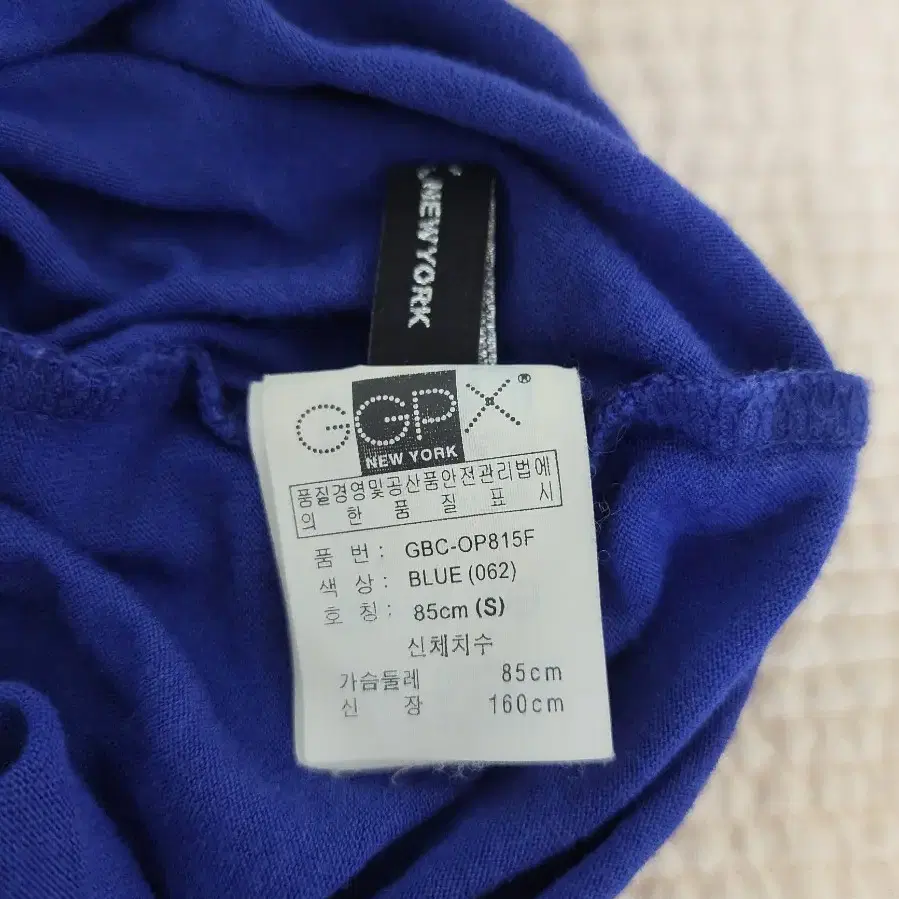 NEW YORK
GGPX®
NEW YORK
품질경영및공산품안전관리법에
의 한 품 질 표 시
품 번 : GBC-OP815F
색 상 : BLUE (062)
호 칭 : 85cm (S)
신체치수
가슴둘레 85cm
신 장 160cm